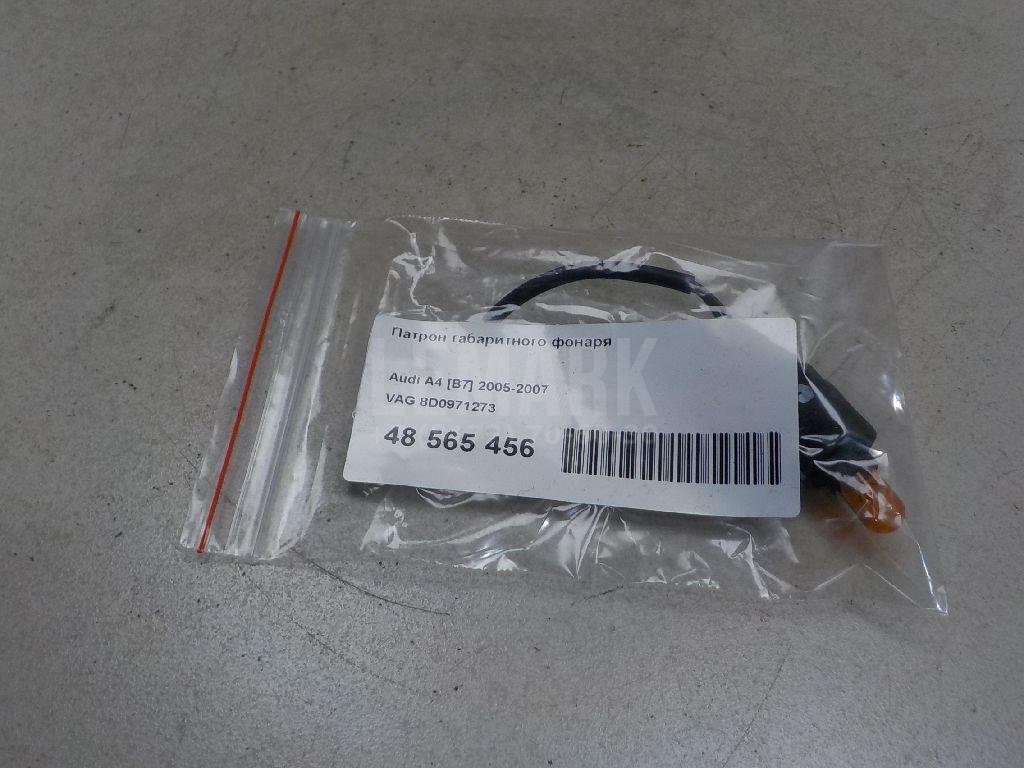 Патрон габаритного фонаря
Audi A4 [B7] 2005-2007
VAG 8D0971273
48 565 456